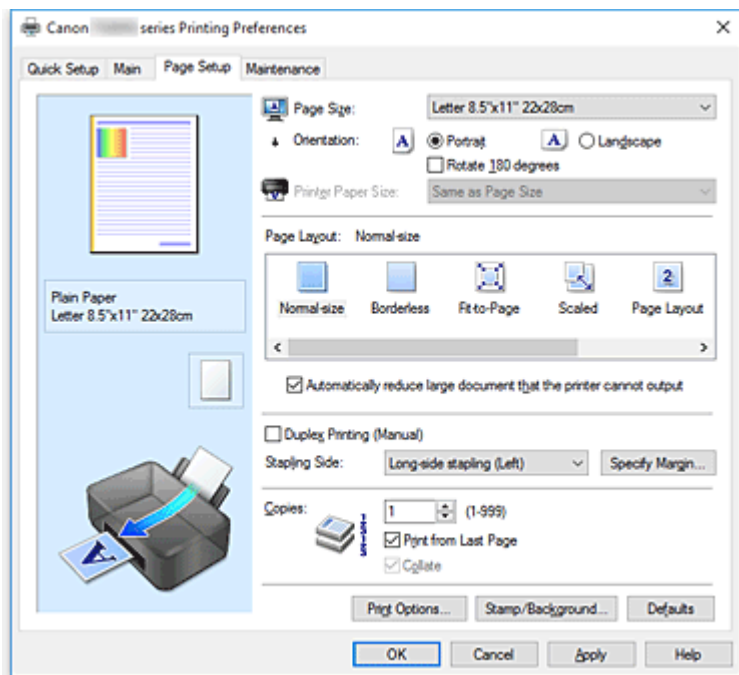 Canon series Printing Preferences
Quick Setup Main Page Setup Maintenance
Page Size: Letter 8.5"x11" 22x28cm
Orientation: A Portrait A Landscape
Rotate 180 degrees
Printer Paper Size: Same as Page Size
Page Layout: Normal-size
2
Normal-size Borderless Fit-to-Page Scaled Page Layout
Automatically reduce large document that the printer cannot output
Plain Paper
Letter 8.5"x11" 22x28cm
Duplex Printing (Manual)
Stapling Side: Long-side stapling (Left) Specify Margin...
Copies: 1 (1-999)
Print from Last Page
Collate
A
Print Options... Stamp/Background... Defaults
OK Cancel Apply Help